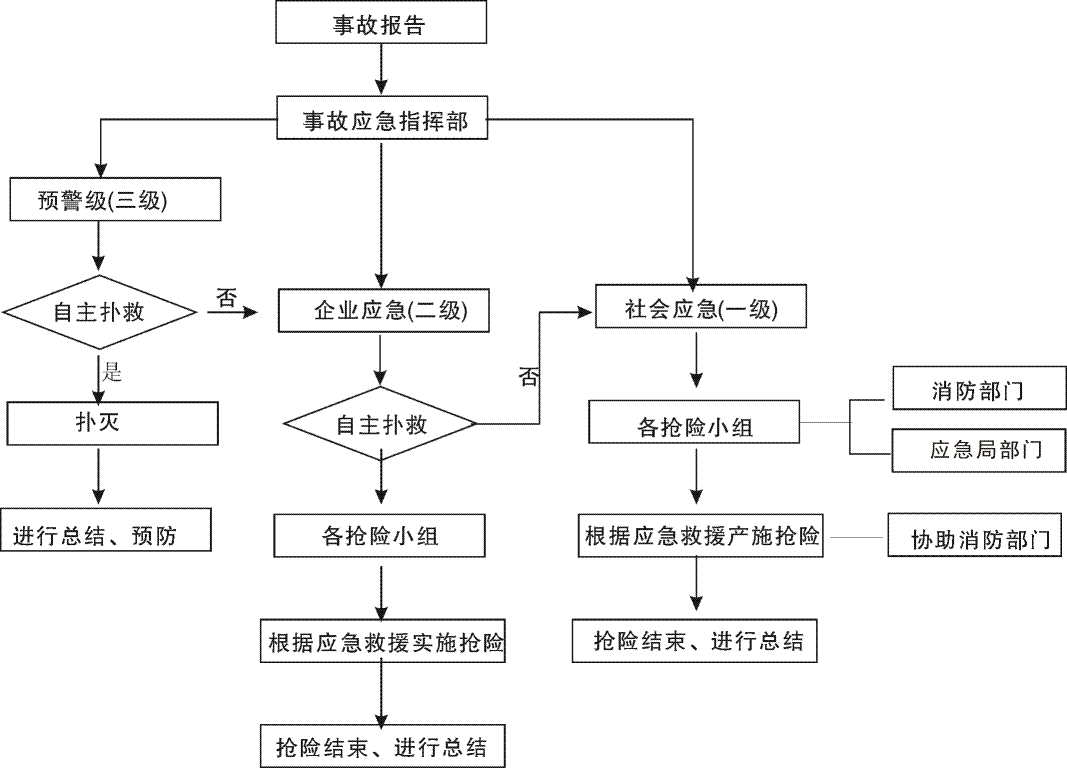 事故报告
事故应急指挥部
预警级(三级)
自主扑救
否
企业应急(二级)
社会应急(一级)
是
否
扑灭
自主扑救
各抢险小组
消防部门
应急局部门
进行总结、预防
各抢险小组
根据应急救援产施抢险
协助消防部门
根据应急救援实施抢险
抢险结束、进行总结
抢险结束、进行总结